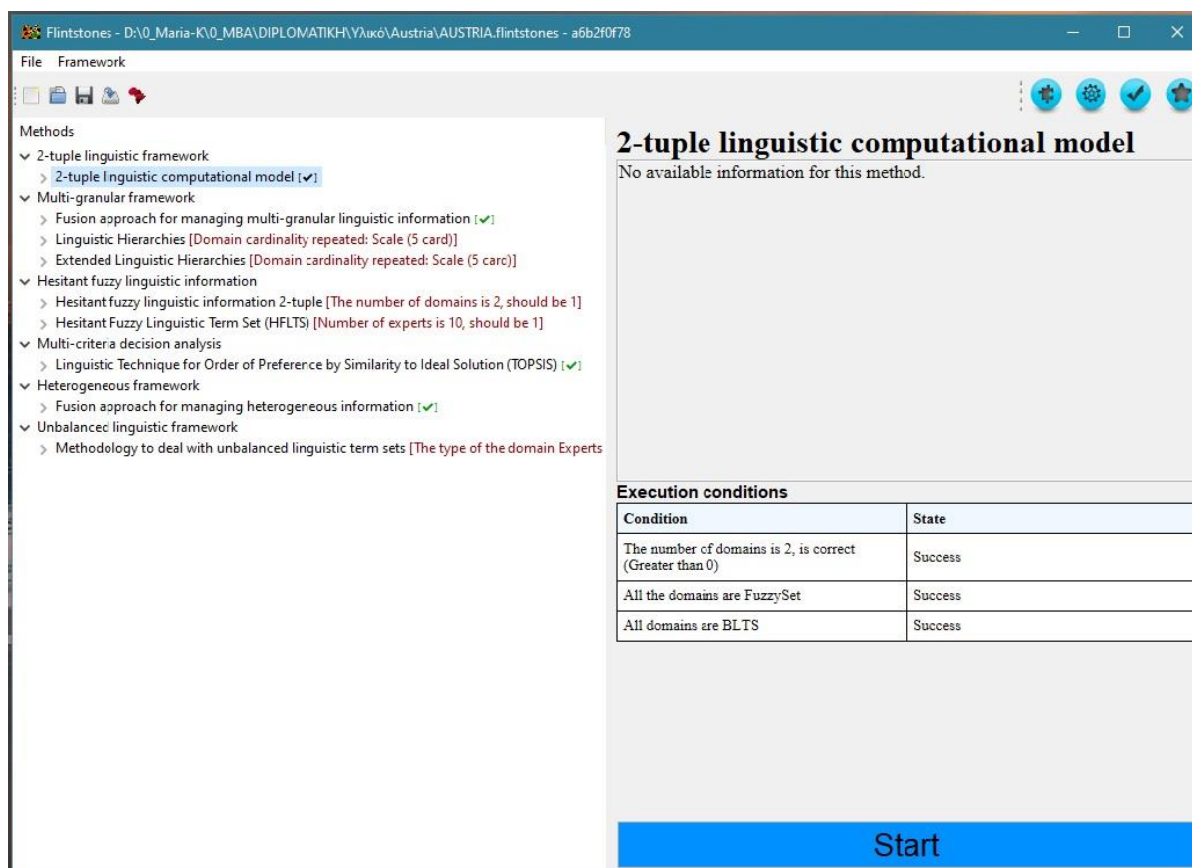 Flintstones - D:\0_Maria-K\0_MBA\DIPLOMATIKH\Υλικό\Austria\AUSTRIA.flintstones - a6b2f0f78
File Framework
Methods
2-tuple linguistic framework
2-tuple linguistic computational model [✔]
Multi-granular framework
Fusion approach for managing multi-granular linguistic information [✔]
Linguistic Hierarchies [Domain cardinality repeated: Scale (5 card)]
Extended Linguistic Hierarchies [Domain cardinality repeated: Scale (5 carc)]
Hesitant fuzzy linguistic information
Hesitant fuzzy linguistic information 2-tuple [The number of domains is 2, should be 1]
Hesitant Fuzzy Linguistic Term Set (HFLTS) [Number of experts is 10, should be 1]
Multi-criteria decision analysis
Linguistic Technique for Order of Preference by Similarity to Ideal Solution (TOPSIS) [✔]
Heterogeneous framework
Fusion approach for managing heterogeneous information [✔]
Unbalanced linguistic framework
Methodology to deal with unbalanced linguistic term sets [The type of the domain Experts
2-tuple linguistic computational model
No available information for this method.
Execution conditions
Condition State
The number of domains is 2, is correct
(Greater than 0) Success
All the domains are FuzzySet Success
All domains are BLTS Success
Start